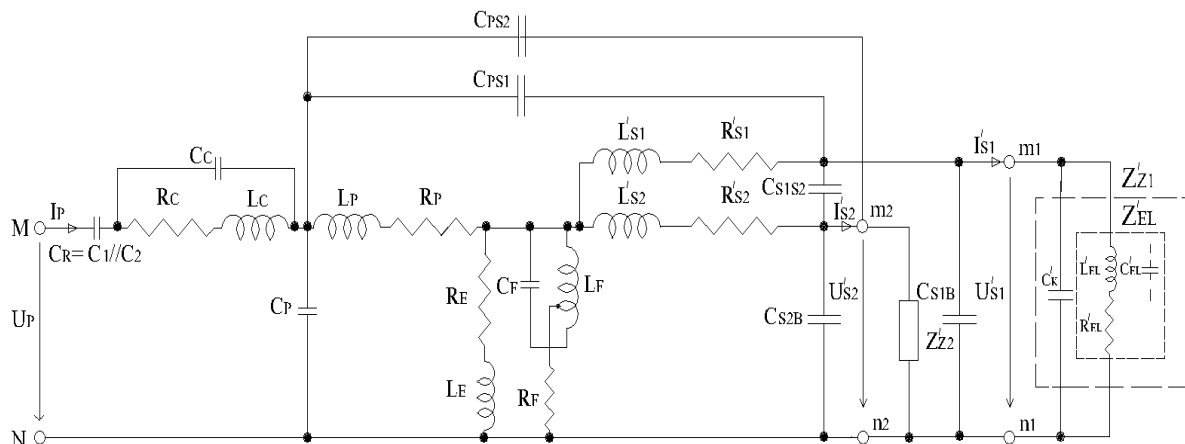 CPS2
CPS1
L'S1 R'S1
I'S1 m1
CC
Z'Z1
RC LC LP RP
L'S2 R'S2
CS1S2
I'S2 m2
Z'EL
M IP
CR= C1//C2
CF LF
C'K L'FL C'FL
RE
CP
U'S2 CS1B U'S1
UP
CS2B
Z'Z2
R'FL
LE RF
N n2 n1